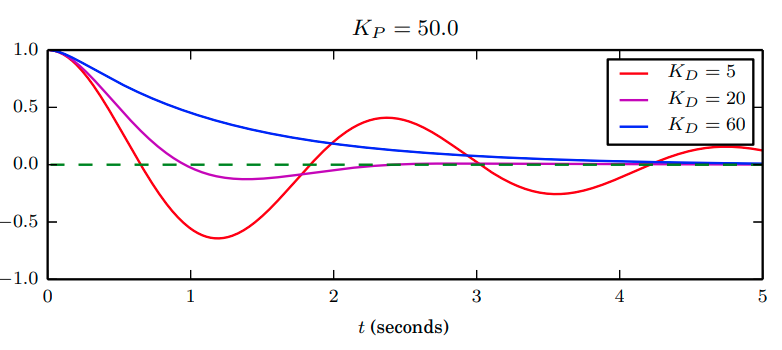 K_P = 50.0
1.0
0.5
0.0
−0.5
−1.0
K_D = 5
K_D = 20
K_D = 60
0 1 2 3 4 5
t (seconds)